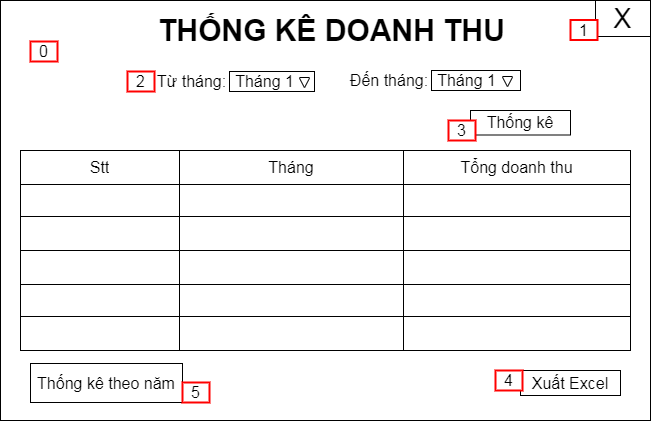 THỐNG KÊ DOANH THU
1
X
0
2 Từ tháng: Tháng 1 Đến tháng: Tháng 1
3 Thống kê
Stt Tháng Tổng doanh thu
Thống kê theo năm 5
4 Xuất Excel